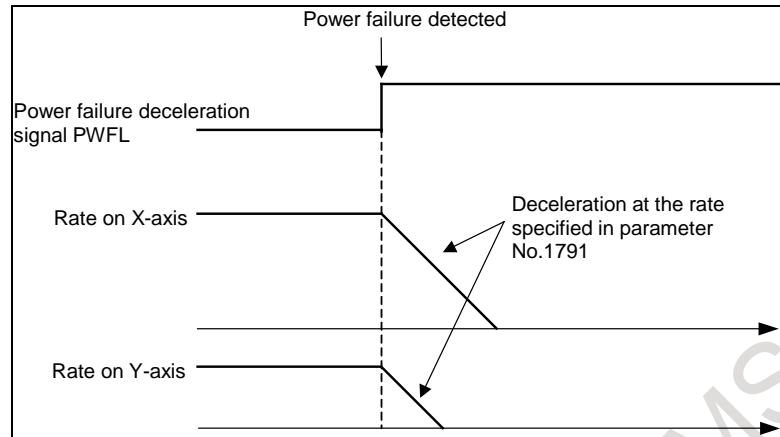 Power failure detected
Power failure deceleration
signal PWFL
Rate on X-axis
Deceleration at the rate
specified in parameter
No.1791
Rate on Y-axis
MS